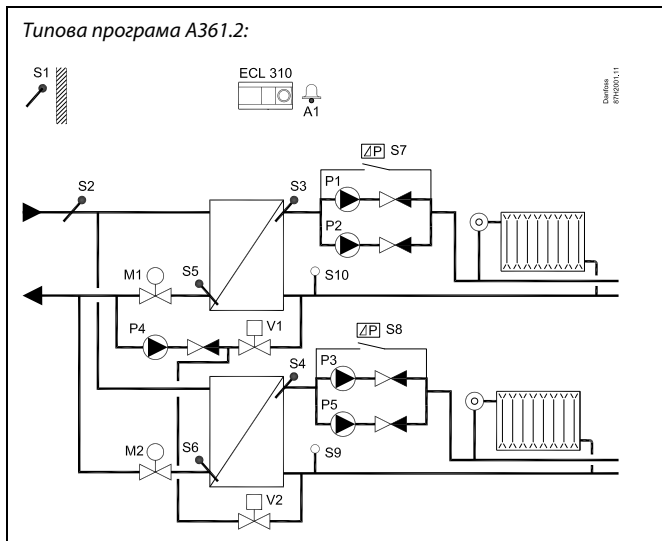 Типова програма A361.2:
S1
ECL 310
A1
Danfoss
87H2001.11
S2
S3
⊿P S7
P1
P2
M1
S5
S10
P4
V1
S4
⊿P S8
P3
P5
M2
S6
S9
V2